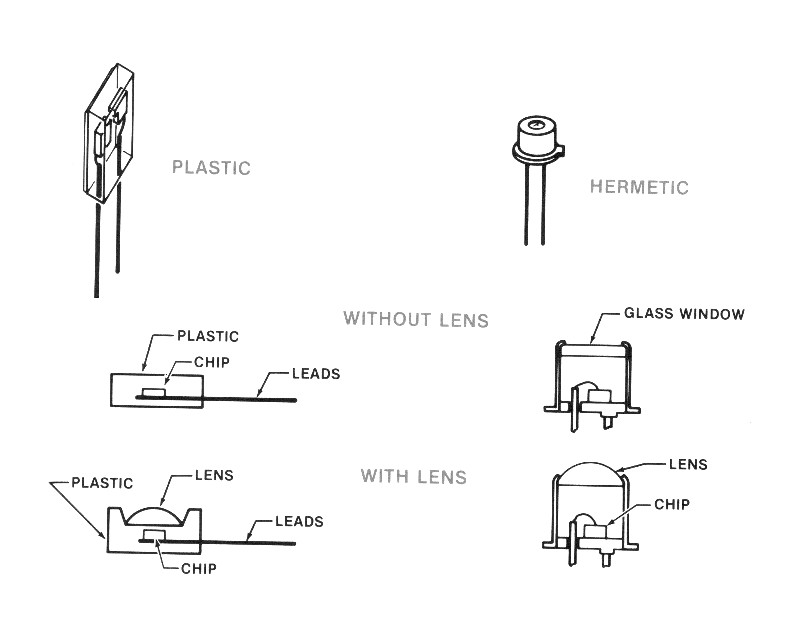 PLASTIC
HERMETIC
WITHOUT LENS
GLASS WINDOW
PLASTIC
CHIP
LEADS
WITH LENS
LENS
PLASTIC
LENS
CHIP
LEADS
CHIP